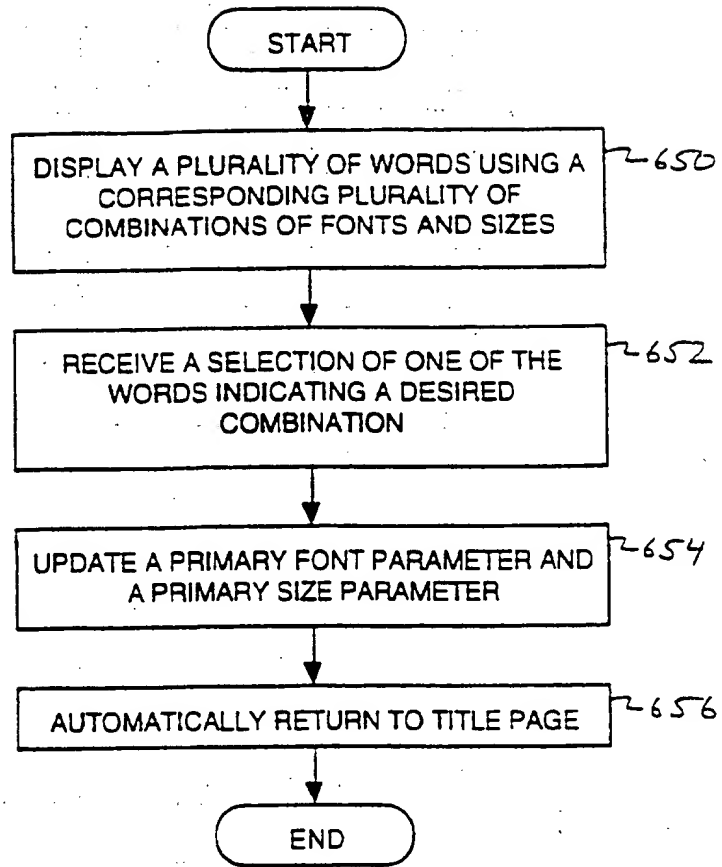 START
DISPLAY A PLURALITY OF WORDS USING A
CORRESPONDING PLURALITY OF
COMBINATIONS OF FONTS AND SIZES
650
RECEIVE A SELECTION OF ONE OF THE
WORDS INDICATING A DESIRED
COMBINATION
652
UPDATE A PRIMARY FONT PARAMETER AND
A PRIMARY SIZE PARAMETER
654
AUTOMATICALLY RETURN TO TITLE PAGE
656
END